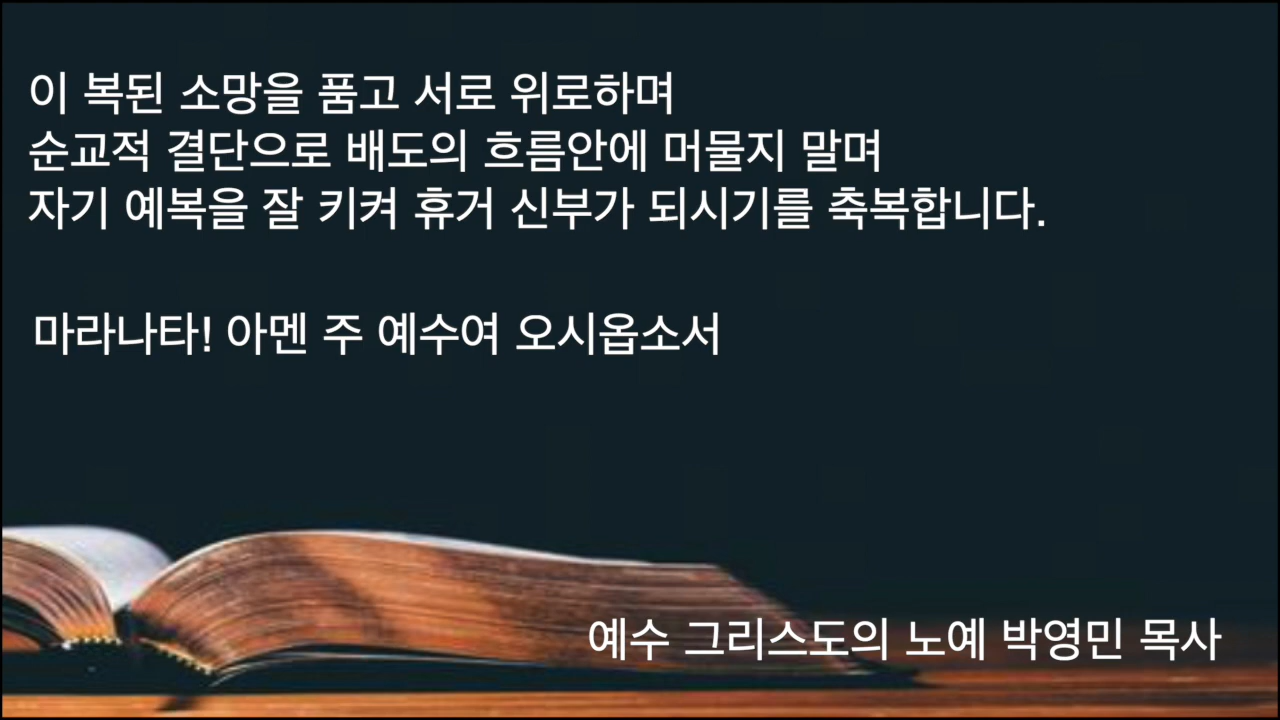 이 복된 소망을 품고 서로 위로하며
순교적 결단으로 배도의 흐름안에 머물지 말며
자기 예복을 잘 키켜 휴거 신부가 되시기를 축복합니다.
마라나타! 아멘 주 예수여 오시옵소서
예수 그리스도의 노예 박영민 목사